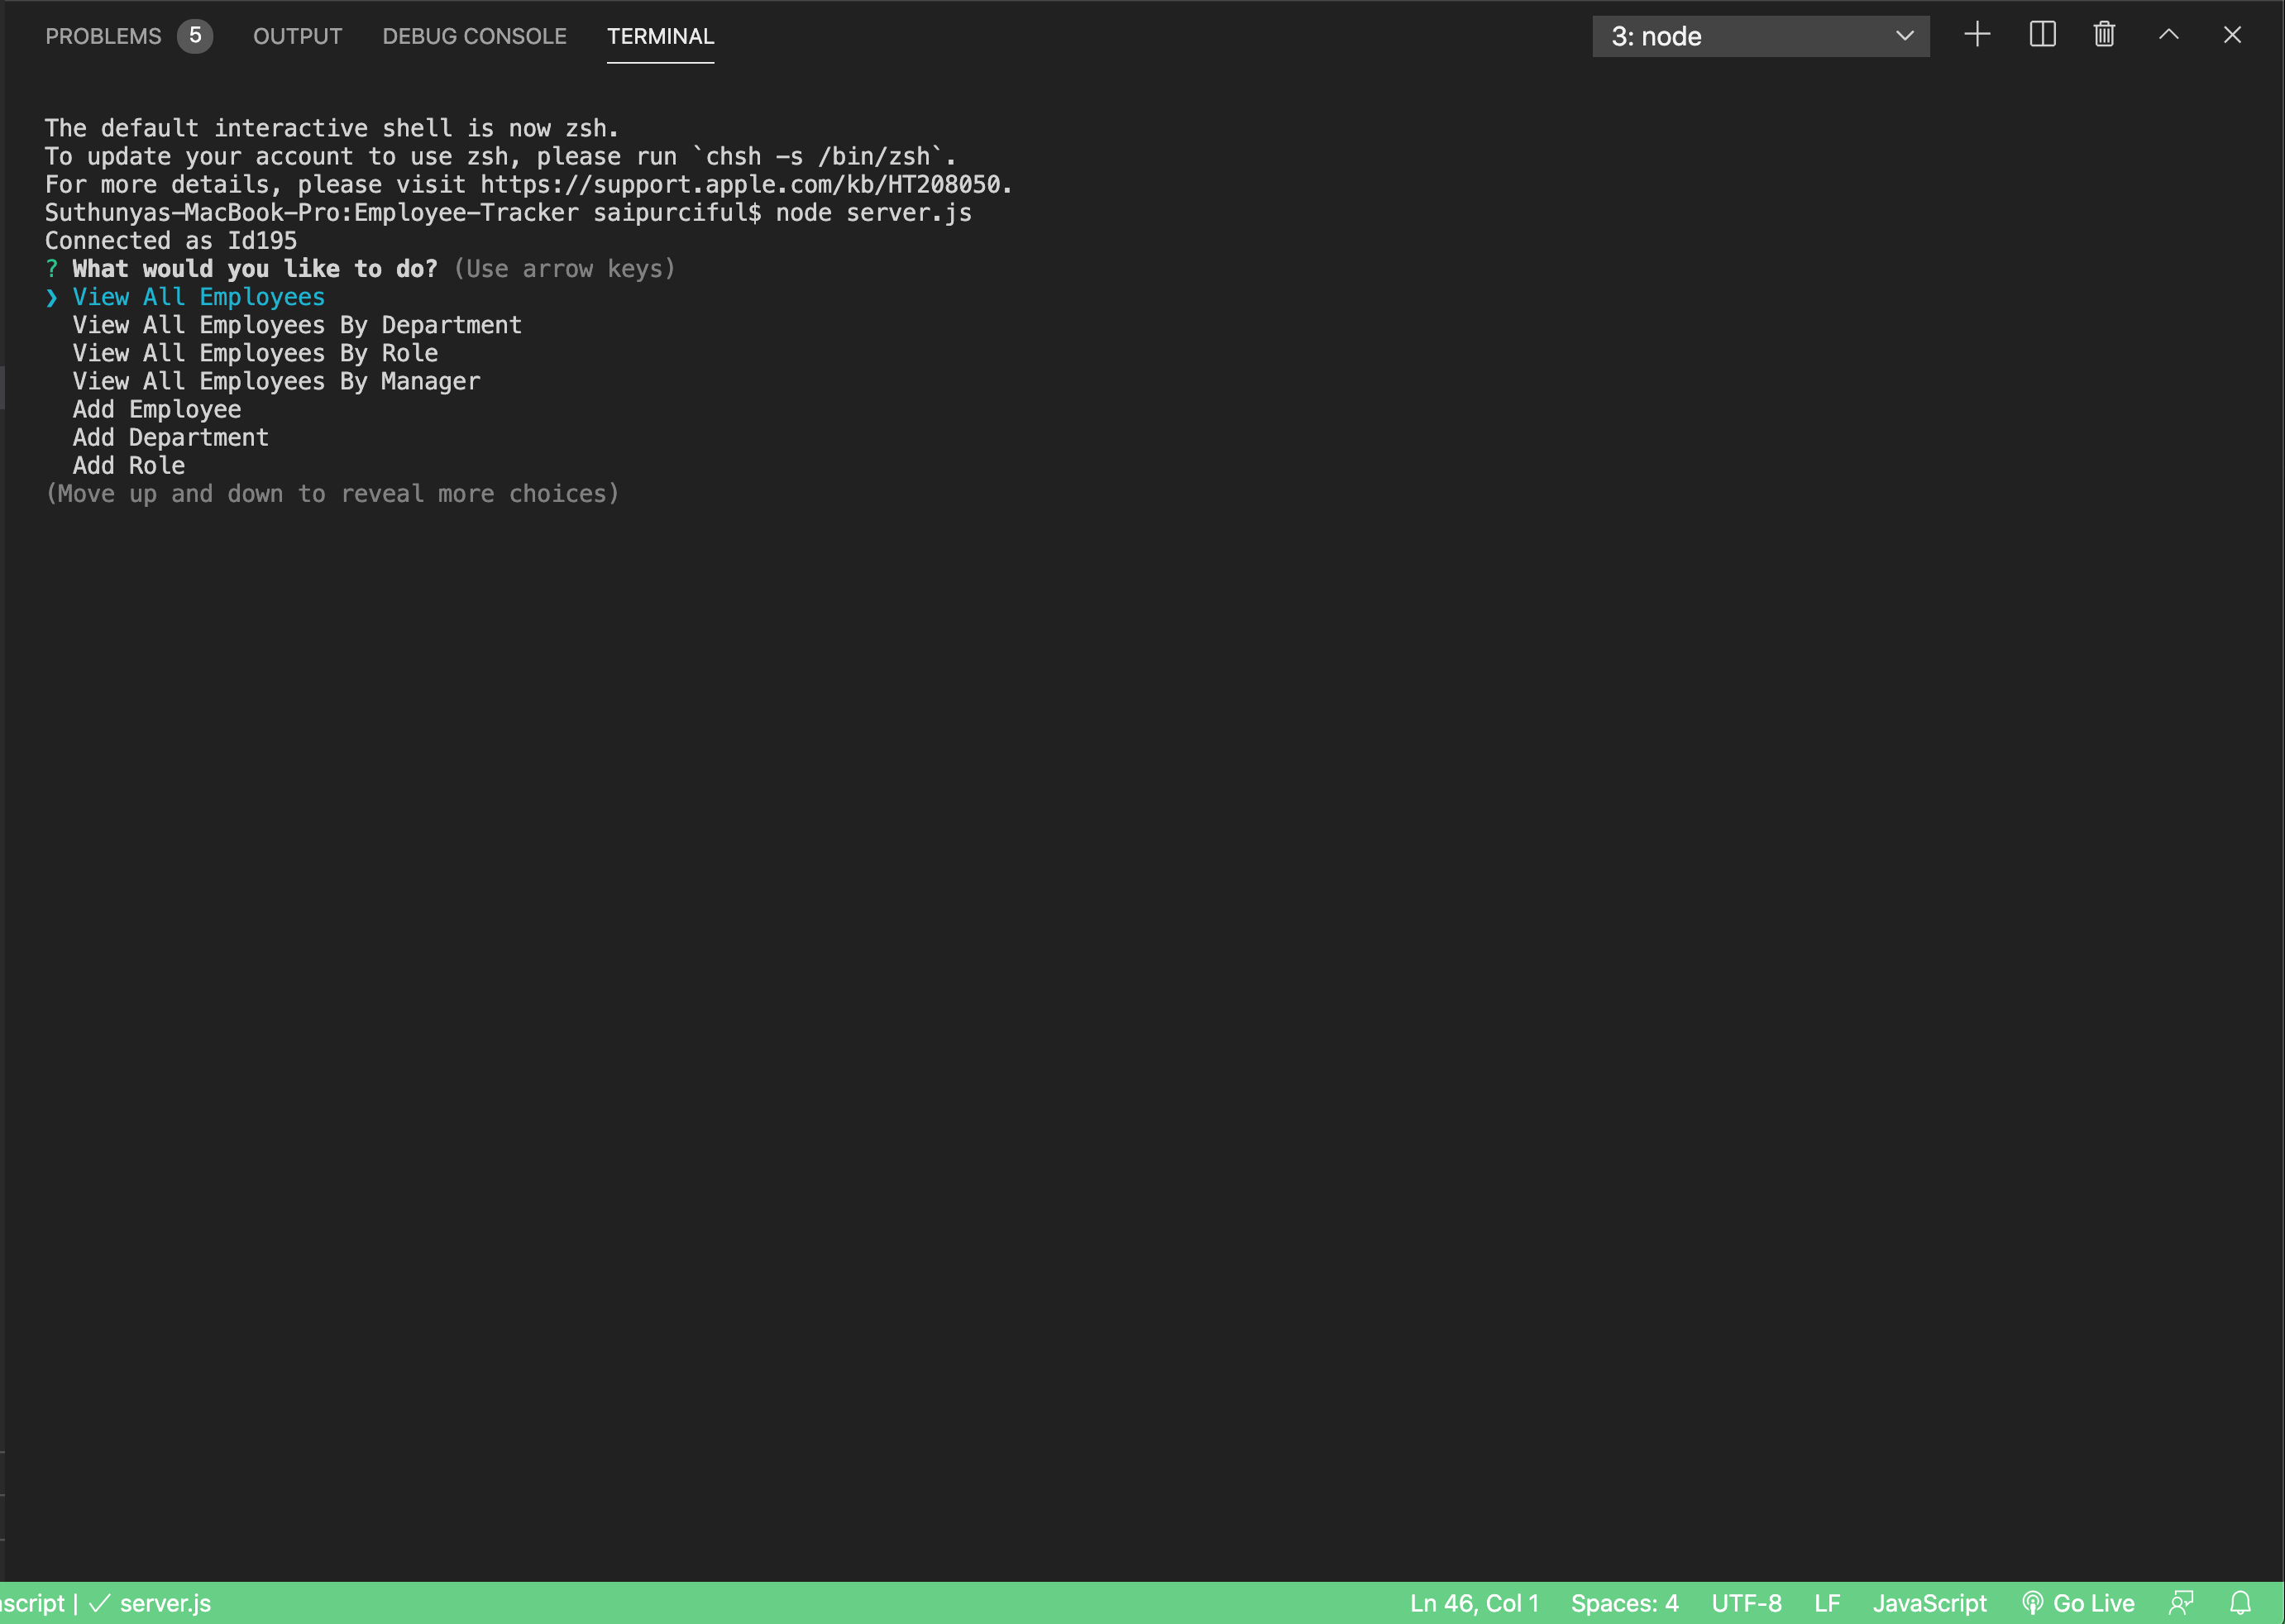 PROBLEMS 5 OUTPUT DEBUG CONSOLE TERMINAL 3: node
The default interactive shell is now zsh.
To update your account to use zsh, please run `chsh -s /bin/zsh`.
For more details, please visit https://support.apple.com/kb/HT208050.
Suthunyas-MacBook-Pro:Employee-Tracker saipurciful$ node server.js
Connected as Id195
? What would you like to do? (Use arrow keys)
❯ View All Employees
View All Employees By Department
View All Employees By Role
View All Employees By Manager
Add Employee
Add Department
Add Role
(Move up and down to reveal more choices)
ascript | ✓ server.js Ln 46, Col 1 Spaces: 4 UTF-8 LF JavaScript Go Live